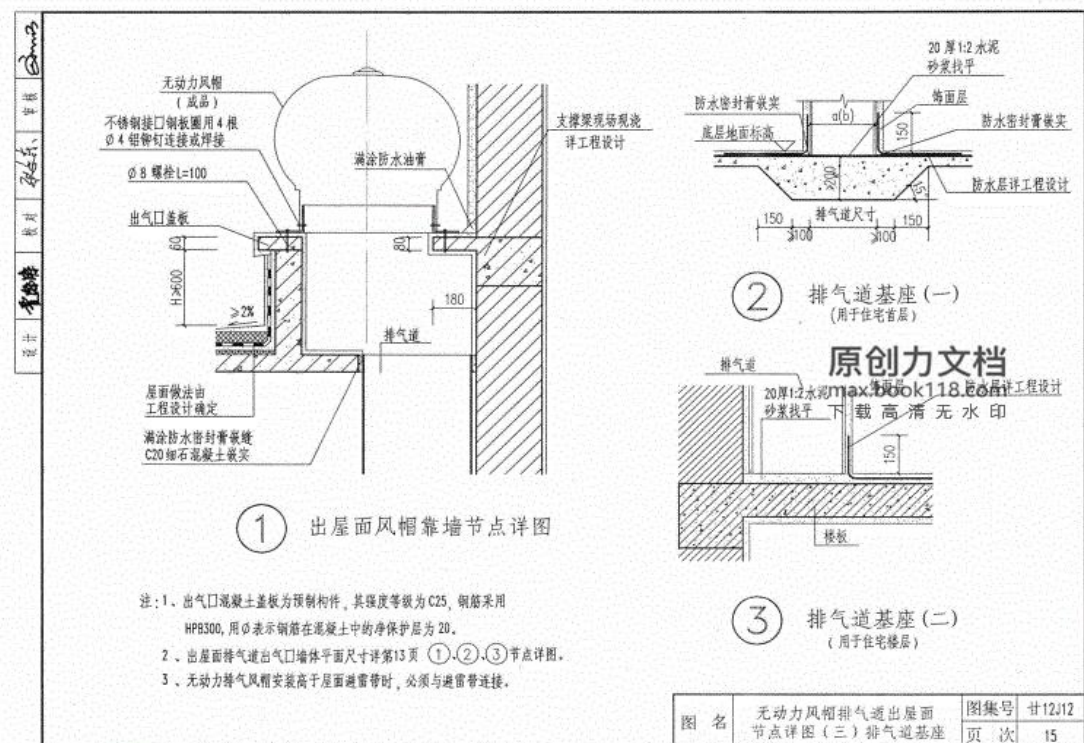 无动力风帽
（成品）
不锈钢接口钢板圈用4根
Ø4铝铆钉连接或焊接
Ø8 螺栓L=100
出气口盖板
60
H≥600
≥2%
屋面做法由
工程设计确定
满涂防水密封膏嵌缝
C20细石混凝土嵌实
满涂防水油膏
支撑梁现场现浇
详工程设计
80
180
排气道
1 出屋面风帽靠墙节点详图
注:1、出气口混凝土盖板为预制构件，其强度等级为C25，钢筋采用
HPB300,用Ø表示钢筋在混凝土中的净保护层为20。
2、出屋面排气道出气口墙体平面尺寸详第13页 ①、②、③节点详图。
3、无动力排气风帽安装高于屋面避雷带时，必须与避雷带连接。
20厚1:2水泥
砂浆找平
饰面层
防水密封膏嵌实
防水密封膏嵌实
底层地面标高
a(b)
150
≥200
防水层详工程设计
150
排气道尺寸
150
≥100
≥100
2 排气道基座(一)
(用于住宅首层)
原创力文档
max.book118.com
下载高清无水印
排气道
20厚1:2水泥
砂浆找平
饰面层
防水层详工程设计
150
楼板
3 排气道基座(二)
(用于住宅楼层)
审核
校对
设计
图名
无动力风帽排气道出屋面
节点详图(三)排气道基座
图集号
甘12J12
页次
15